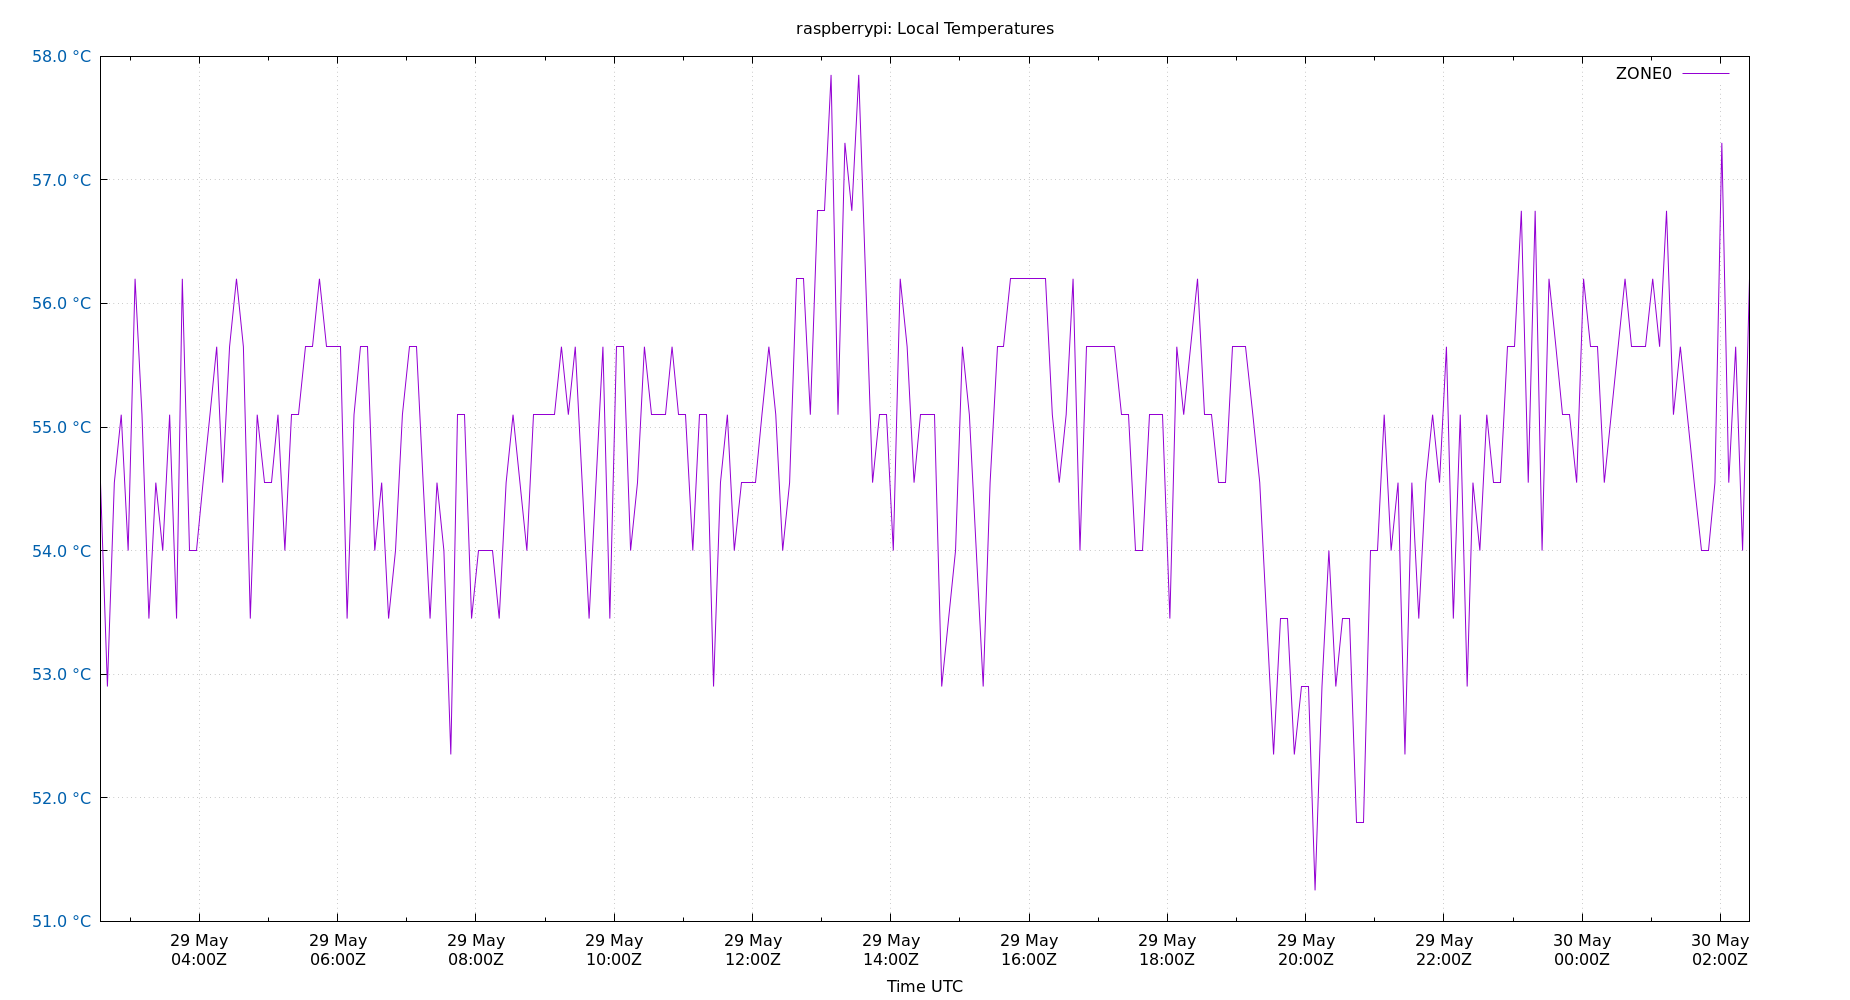 raspberrypi: Local Temperatures
58.0 °C
ZONE0
57.0 °C
56.0 °C
55.0 °C
54.0 °C
53.0 °C
52.0 °C
51.0 °C
29 May 29 May 29 May 29 May 29 May 29 May 29 May 29 May 29 May 29 May 30 May 30 May
04:00Z 06:00Z 08:00Z 10:00Z 12:00Z 14:00Z 16:00Z 18:00Z 20:00Z 22:00Z 00:00Z 02:00Z
Time UTC